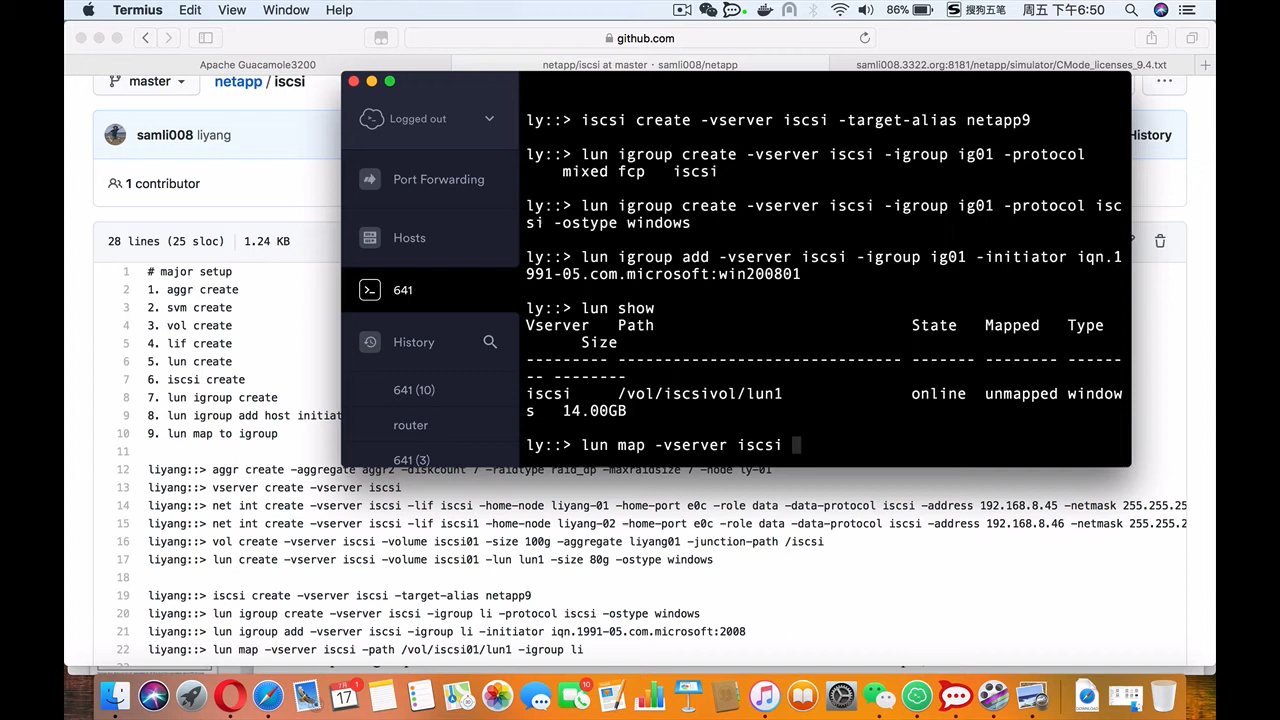 Termius Edit View Window Help 86% 周五 下午6:50
github.com
Apache Guacamole3200 netapp/iscsi at master · samli008/netapp samli008.3322.org:8181/netapp/simulator/CMode_licenses_9.4.txt
master netapp / iscsi
samli008 liyang
History
1 contributor
28 lines (25 sloc) 1.24 KB
Logged out
Port Forwarding
Hosts
641
History
641 (10)
router
641 (3)
ly::> iscsi create -vserver iscsi -target-alias netapp9
ly::> lun igroup create -vserver iscsi -igroup ig01 -protocol
mixed fcp iscsi
ly::> lun igroup create -vserver iscsi -igroup ig01 -protocol isc
si -ostype windows
ly::> lun igroup add -vserver iscsi -igroup ig01 -initiator iqn.1
991-05.com.microsoft:win200801
ly::> lun show
Vserver Path State Mapped Type
Size
--------- ------------------------------- ------- -------- ------
-- --------
iscsi /vol/iscsivol/lun1 online unmapped window
s 14.00GB
ly::> lun map -vserver iscsi
1 # major setup
2 1. aggr create
3 2. svm create
4 3. vol create
5 4. lif create
6 5. lun create
7 6. iscsi create
8 7. lun igroup create
9 8. lun igroup add host initiat
10 9. lun map to igroup
11
12 liyang::> aggr create -aggregate aggr2 -diskcount 7 -raidtype raid_dp -maxraidsize 7 -node ly-01
13 liyang::> vserver create -vserver iscsi
14 liyang::> net int create -vserver iscsi -lif iscsi -home-node liyang-01 -home-port e0c -role data -data-protocol iscsi -address 192.168.8.45 -netmask 255.255.25
15 liyang::> net int create -vserver iscsi -lif iscsi1 -home-node liyang-02 -home-port e0c -role data -data-protocol iscsi -address 192.168.8.46 -netmask 255.255.2
16 liyang::> vol create -vserver iscsi -volume iscsi01 -size 100g -aggregate liyang01 -junction-path /iscsi
17 liyang::> lun create -vserver iscsi -volume iscsi01 -lun lun1 -size 80g -ostype windows
18
19 liyang::> iscsi create -vserver iscsi -target-alias netapp9
20 liyang::> lun igroup create -vserver iscsi -igroup li -protocol iscsi -ostype windows
21 liyang::> lun igroup add -vserver iscsi -igroup li -initiator iqn.1991-05.com.microsoft:2008
22 liyang::> lun map -vserver iscsi -path /vol/iscsi01/lun1 -igroup li
17
10